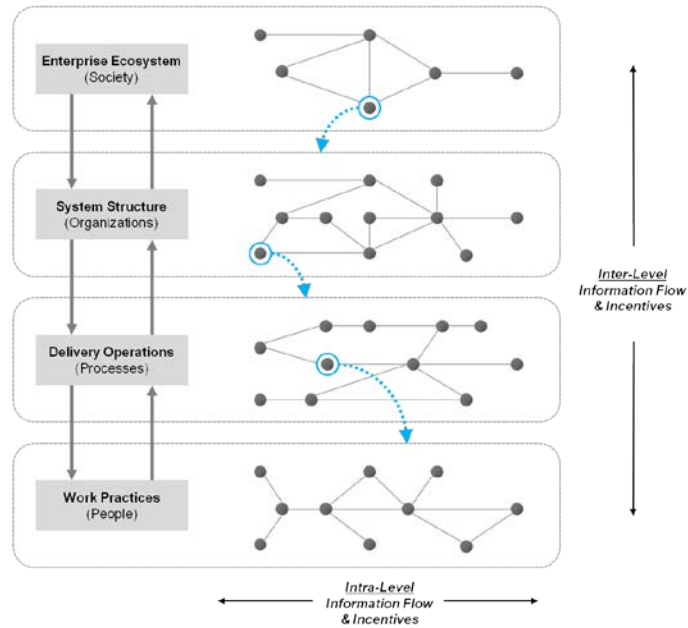 Enterprise Ecosystem
(Society)
System Structure
(Organizations)
Inter-Level
Information Flow
& Incentives
Delivery Operations
(Processes)
Work Practices
(People)
Intra-Level
Information Flow
& Incentives